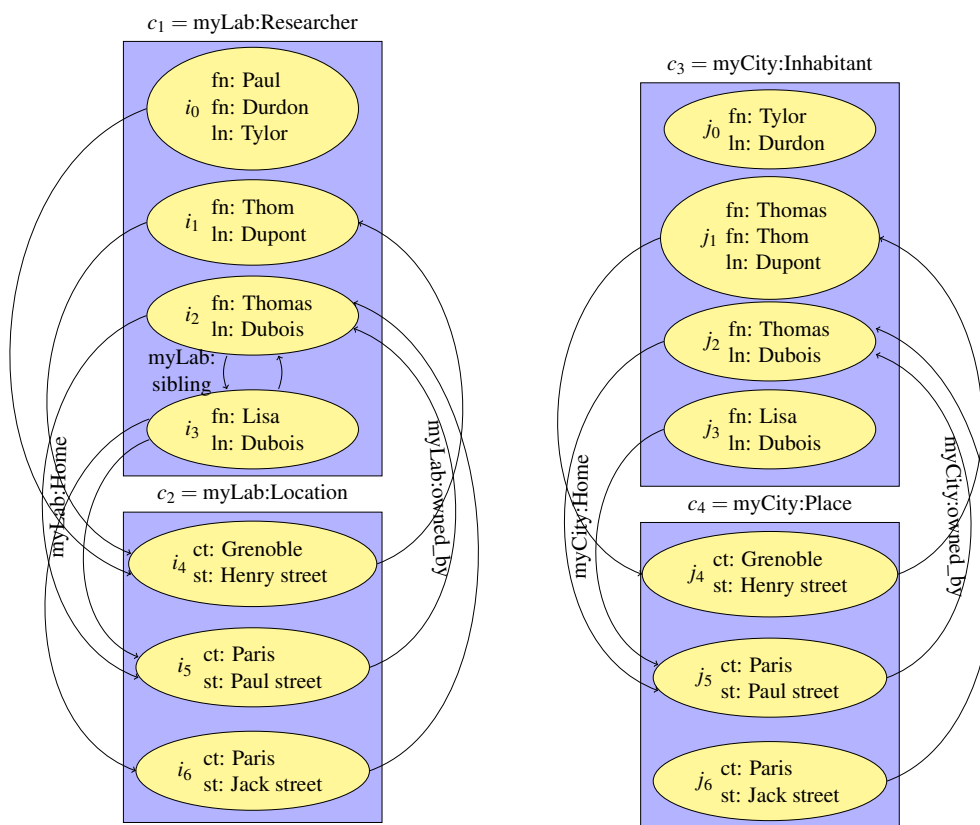 c₁ = myLab:Researcher
fn: Paul
i₀ fn: Durdon
ln: Tylor
i₁ fn: Thom
ln: Dupont
i₂ fn: Thomas
ln: Dubois
myLab:
sibling
i₃ fn: Lisa
ln: Dubois
myLab:Home
myLab:owned_by
c₂ = myLab:Location
i₄ ct: Grenoble
st: Henry street
i₅ ct: Paris
st: Paul street
i₆ ct: Paris
st: Jack street
c₃ = myCity:Inhabitant
j₀ fn: Tylor
ln: Durdon
fn: Thomas
j₁ fn: Thom
ln: Dupont
j₂ fn: Thomas
ln: Dubois
j₃ fn: Lisa
ln: Dubois
myCity:Home
myCity:owned_by
c₄ = myCity:Place
j₄ ct: Grenoble
st: Henry street
j₅ ct: Paris
st: Paul street
j₆ ct: Paris
st: Jack street